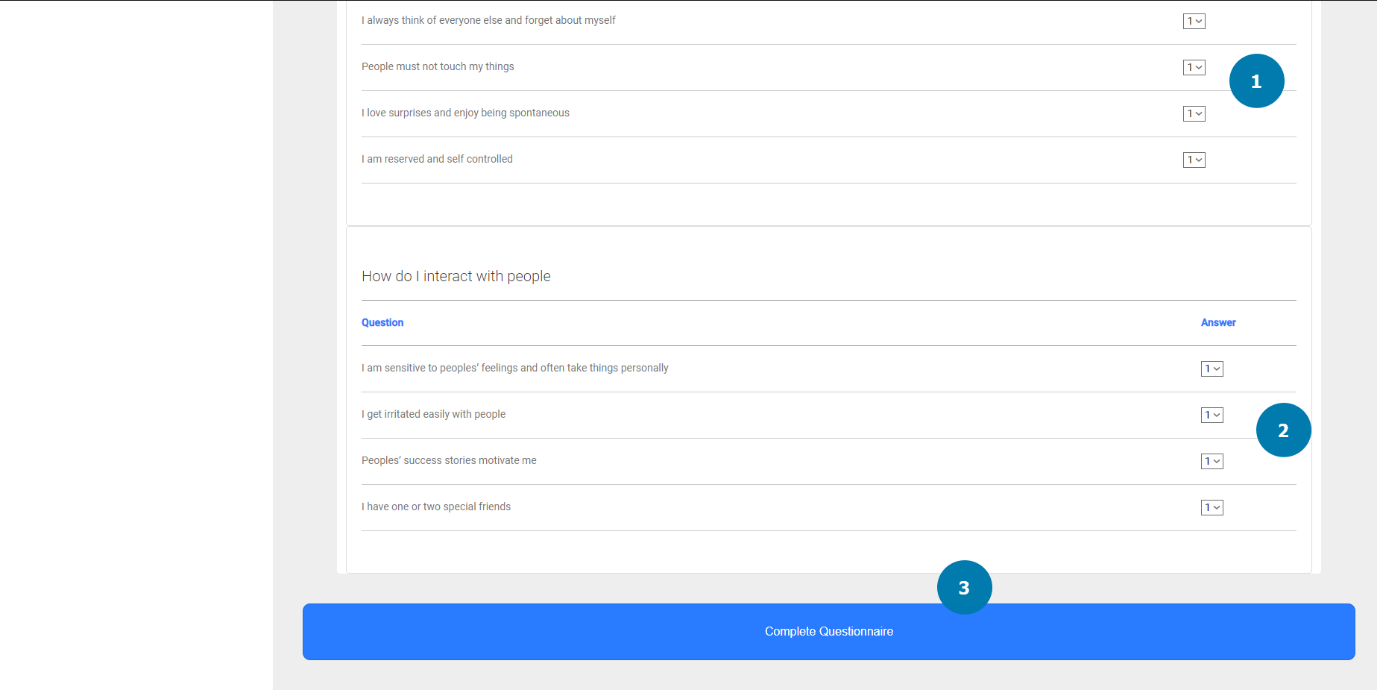 I always think of everyone else and forget about myself 1
People must not touch my things 1
1
I love surprises and enjoy being spontaneous 1
I am reserved and self controlled 1
How do I interact with people
Question Answer
I am sensitive to peoples' feelings and often take things personally 1
I get irritated easily with people 1
2
Peoples' success stories motivate me 1
I have one or two special friends 1
3
Complete Questionnaire